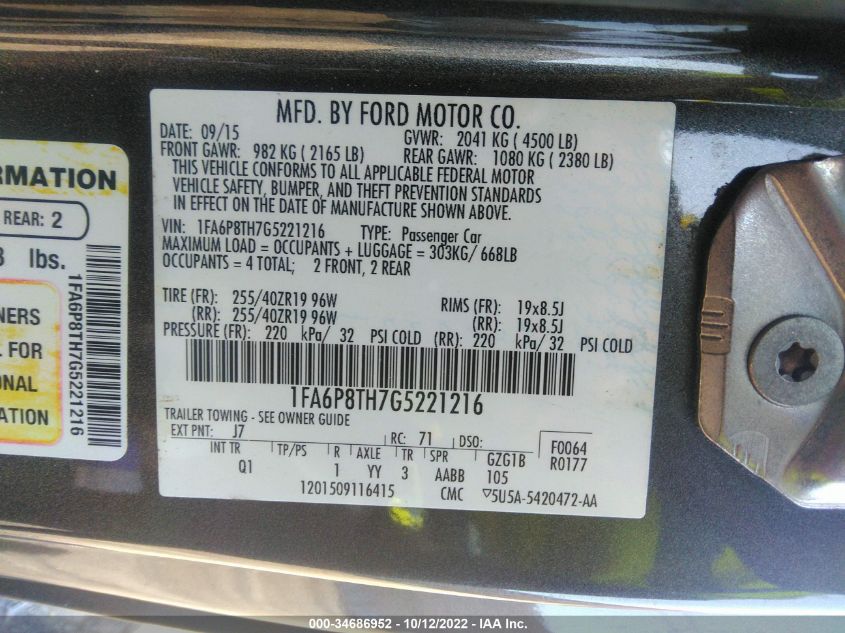 MFD. BY FORD MOTOR CO.
DATE: 09/15 GVWR: 2041 KG ( 4500 LB)
FRONT GAWR: 982 KG ( 2165 LB) REAR GAWR: 1080 KG ( 2380 LB)
THIS VEHICLE CONFORMS TO ALL APPLICABLE FEDERAL MOTOR
VEHICLE SAFETY, BUMPER, AND THEFT PREVENTION STANDARDS
IN EFFECT ON THE DATE OF MANUFACTURE SHOWN ABOVE.
VIN: 1FA6P8TH7G5221216 TYPE: Passenger Car
MAXIMUM LOAD = OCCUPANTS + LUGGAGE = 303KG/ 668LB
OCCUPANTS = 4 TOTAL; 2 FRONT, 2 REAR
TIRE (FR): 255/40ZR19 96W RIMS (FR): 19x8.5J
(RR): 255/40ZR19 96W (RR): 19x8.5J
PRESSURE (FR): 220 kPa/ 32 PSI COLD (RR): 220 kPa/ 32 PSI COLD
1FA6P8TH7G5221216
TRAILER TOWING - SEE OWNER GUIDE
EXT PNT: J7 RC: 71 DSO: F0064
INT TR TP/PS R AXLE TR SPR GZG1B R0177
Q1 1 YY 3 AABB 105
1201509116415 CMC ▽5U5A-5420472-AA
RMATION
REAR: 2
lbs.
1FA6P8TH7G5221216
NERS
L FOR
ONAL
ATION
000-34686952 / 10/12/2022 - IAA Inc.